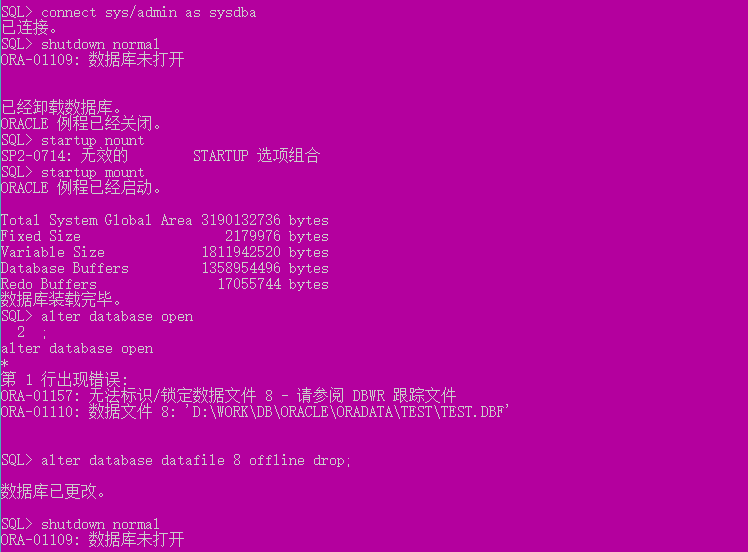 SQL> connect sys/admin as sysdba
已连接。
SQL> shutdown normal
ORA-01109: 数据库未打开
已经卸载数据库。
ORACLE 例程已经关闭。
SQL> startup nount
SP2-0714: 无效的 STARTUP 选项组合
SQL> startup mount
ORACLE 例程已经启动。
Total System Global Area 3190132736 bytes
Fixed Size 2179976 bytes
Variable Size 1811942520 bytes
Database Buffers 1358954496 bytes
Redo Buffers 17055744 bytes
数据库装载完毕。
SQL> alter database open
2 ;
alter database open
*
第 1 行出现错误:
ORA-01157: 无法标识/锁定数据文件 8 - 请参阅 DBWR 跟踪文件
ORA-01110: 数据文件 8: 'D:\WORK\DB\ORACLE\ORADATA\TEST\TEST.DBF'
SQL> alter database datafile 8 offline drop;
数据库已更改。
SQL> shutdown normal
ORA-01109: 数据库未打开